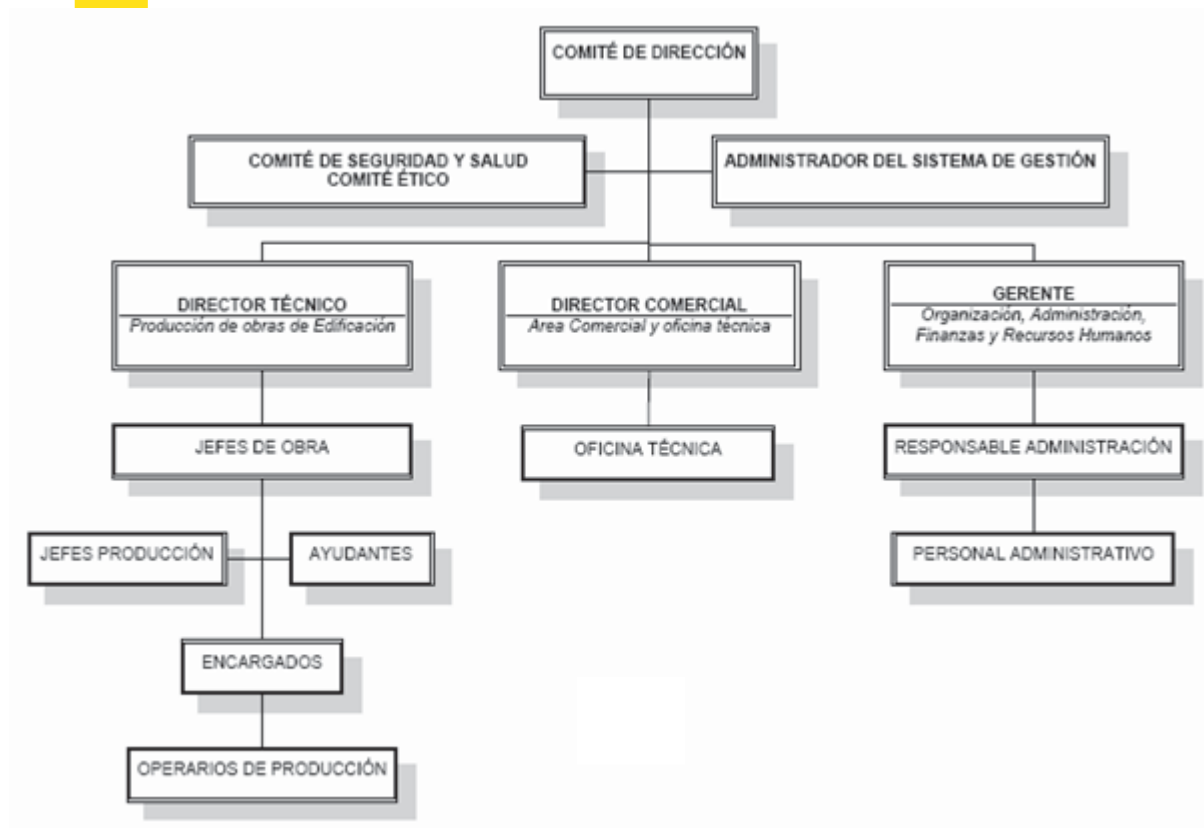 COMITÉ DE DIRECCIÓN
COMITÉ DE SEGURIDAD Y SALUD
COMITÉ ÉTICO
ADMINISTRADOR DEL SISTEMA DE GESTIÓN
DIRECTOR TÉCNICO
Producción de obras de Edificación
DIRECTOR COMERCIAL
Area Comercial y oficina técnica
GERENTE
Organización, Administración,
Finanzas y Recursos Humanos
JEFES DE OBRA
OFICINA TÉCNICA
RESPONSABLE ADMINISTRACIÓN
JEFES PRODUCCIÓN
AYUDANTES
PERSONAL ADMINISTRATIVO
ENCARGADOS
OPERARIOS DE PRODUCCIÓN